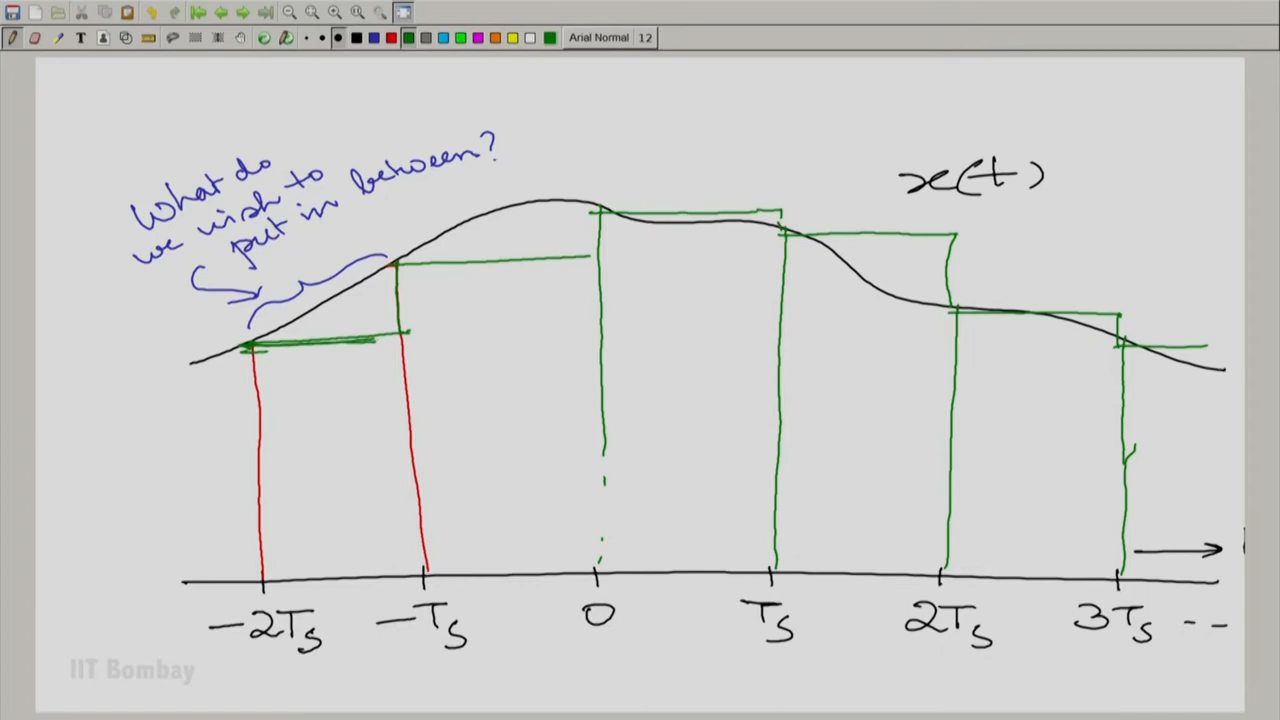 Arial Normal 12
What do
we wish to
put in between?
x(t)
-2Ts -Ts 0 Ts 2Ts 3Ts --
IIT Bombay